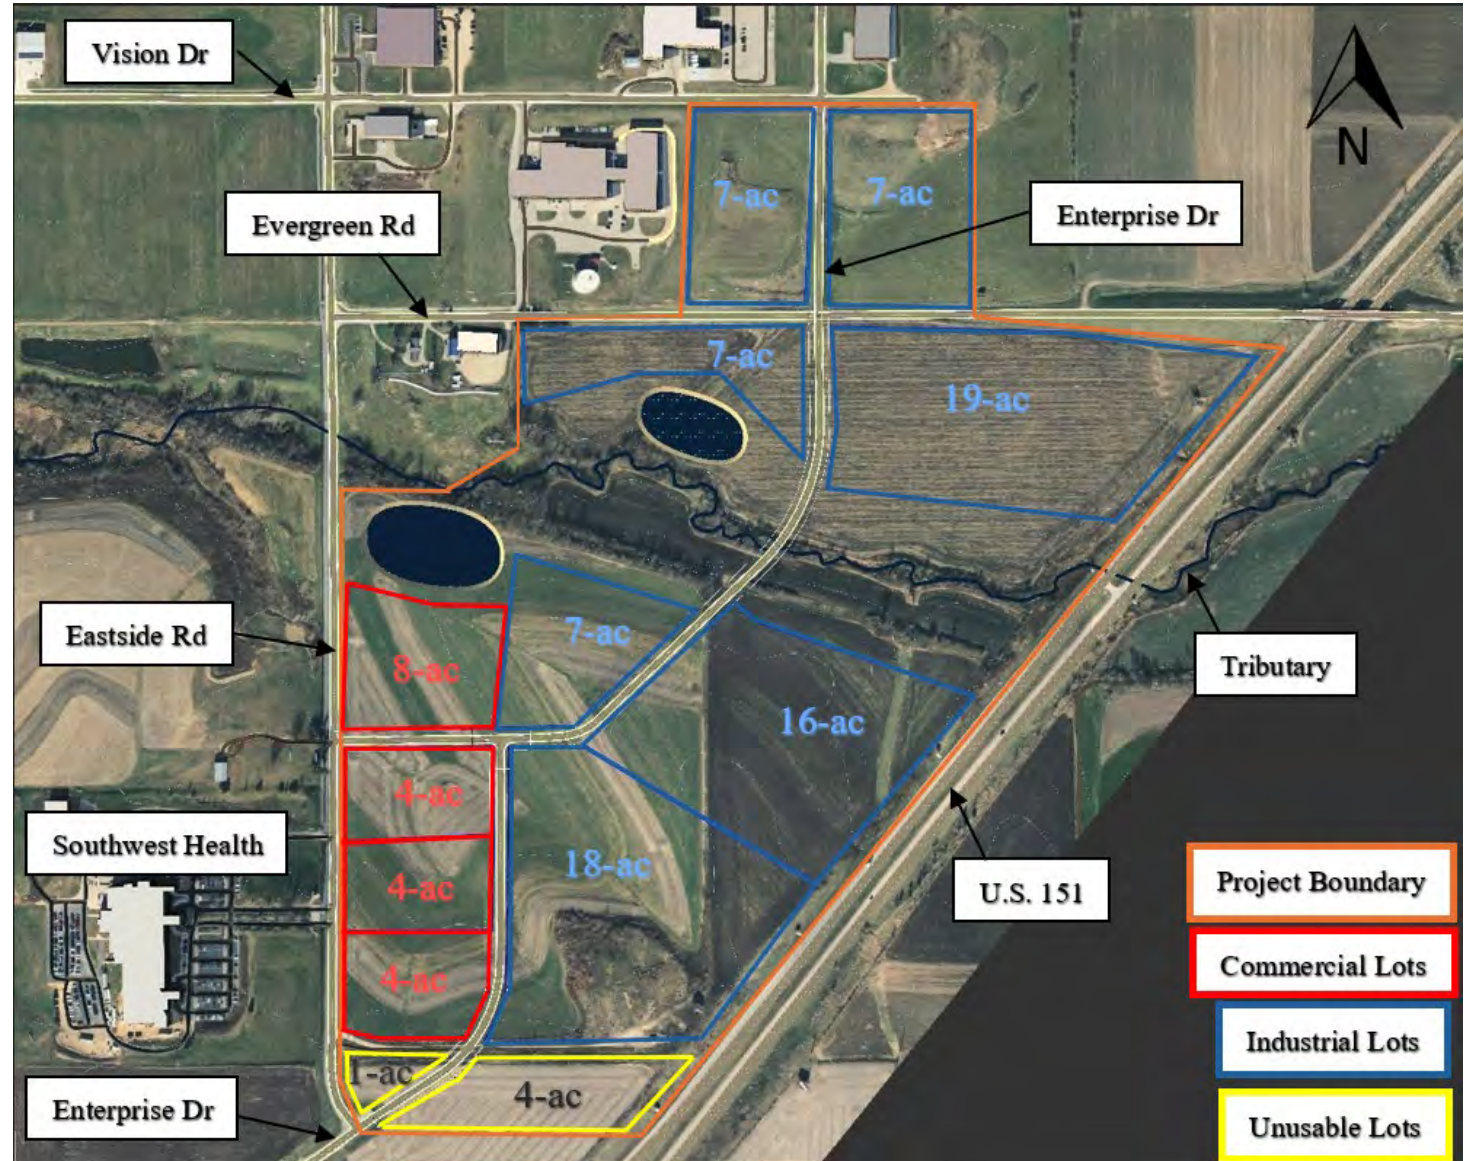 Vision Dr
N
7-ac
7-ac
Evergreen Rd
Enterprise Dr
7-ac
19-ac
Eastside Rd
7-ac
8-ac
Tributary
16-ac
4-ac
Southwest Health
18-ac
4-ac
U.S. 151
Project Boundary
Commercial Lots
4-ac
Industrial Lots
1-ac
4-ac
Enterprise Dr
Unusable Lots